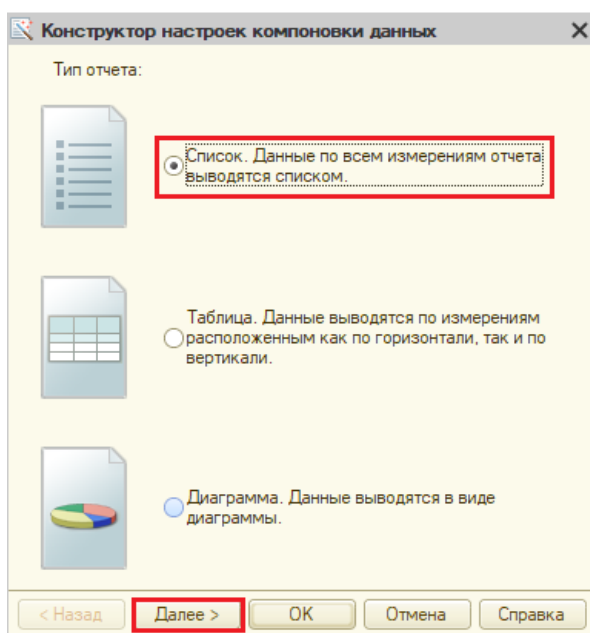 Конструктор настроек компоновки данных
Тип отчета:
Список. Данные по всем измерениям отчета
выводятся списком.
Таблица. Данные выводятся по измерениям
расположенным как по горизонтали, так и по
вертикали.
Диаграмма. Данные выводятся в виде
диаграммы.
< Назад Далее > OK Отмена Справка